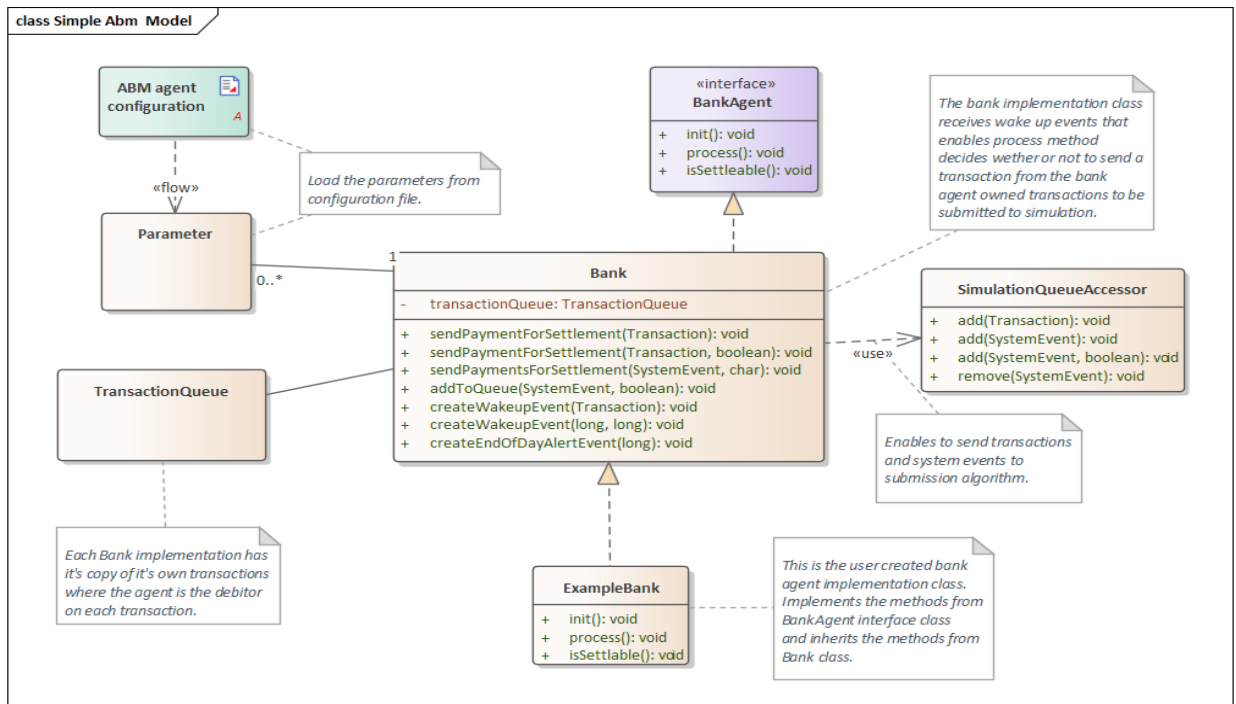 class Simple Abm Model
ABM agent
configuration
A
«flow»
Load the parameters from
configuration file.
Parameter
0..*
1
«interface»
BankAgent
+ init(): void
+ process(): void
+ isSettleable(): void
The bank implementation class
receives wake up events that
enables process method
decides wether or not to send a
transaction from the bank
agent owned transactions to be
submitted to simulation.
Bank
- transactionQueue: TransactionQueue
+ sendPaymentForSettlement(Transaction): void
+ sendPaymentForSettlement(Transaction, boolean): void
+ sendPaymentsForSettlement(SystemEvent, char): void
+ addToQueue(SystemEvent, boolean): void
+ createWakeupEvent(Transaction): void
+ createWakeupEvent(long, long): void
+ createEndOfDayAlertEvent(long): void
«use»
SimulationQueueAccessor
+ add(Transaction): void
+ add(SystemEvent): void
+ add(SystemEvent, boolean): void
+ remove(SystemEvent): void
TransactionQueue
Enables to send transactions
and system events to
submission algorithm.
Each Bank implementation has
it's copy of it's own transactions
where the agent is the debitor
on each transaction.
ExampleBank
+ init(): void
+ process(): void
+ isSettlable(): void
This is the user created bank
agent implementation class.
Implements the methods from
BankAgent interface class
and inherits the methods from
Bank class.